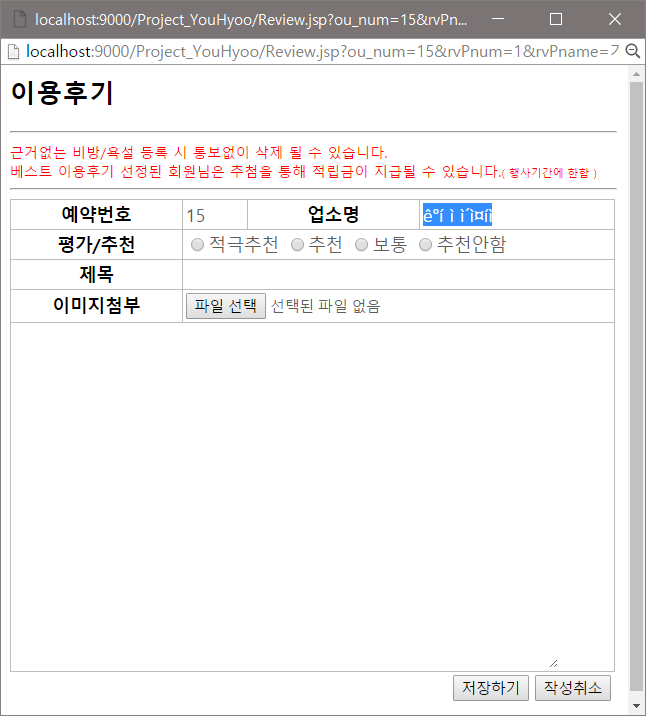 localhost:9000/Project_YouHyoo/Review.jsp?ou_num=15&rvPn...
localhost:9000/Project_YouHyoo/Review.jsp?ou_num=15&rvPnum=1&rvPname=
이용후기
근거없는 비방/욕설 등록 시 통보없이 삭제 될 수 있습니다.
베스트 이용후기 선정된 회원님은 추첨을 통해 적립금이 지급될 수 있습니다.( 행사기간에 한함 )
예약번호 15 업소명
평가/추천 적극추천 추천 보통 추천안함
제목
이미지첨부 파일 선택 선택된 파일 없음
저장하기 작성취소